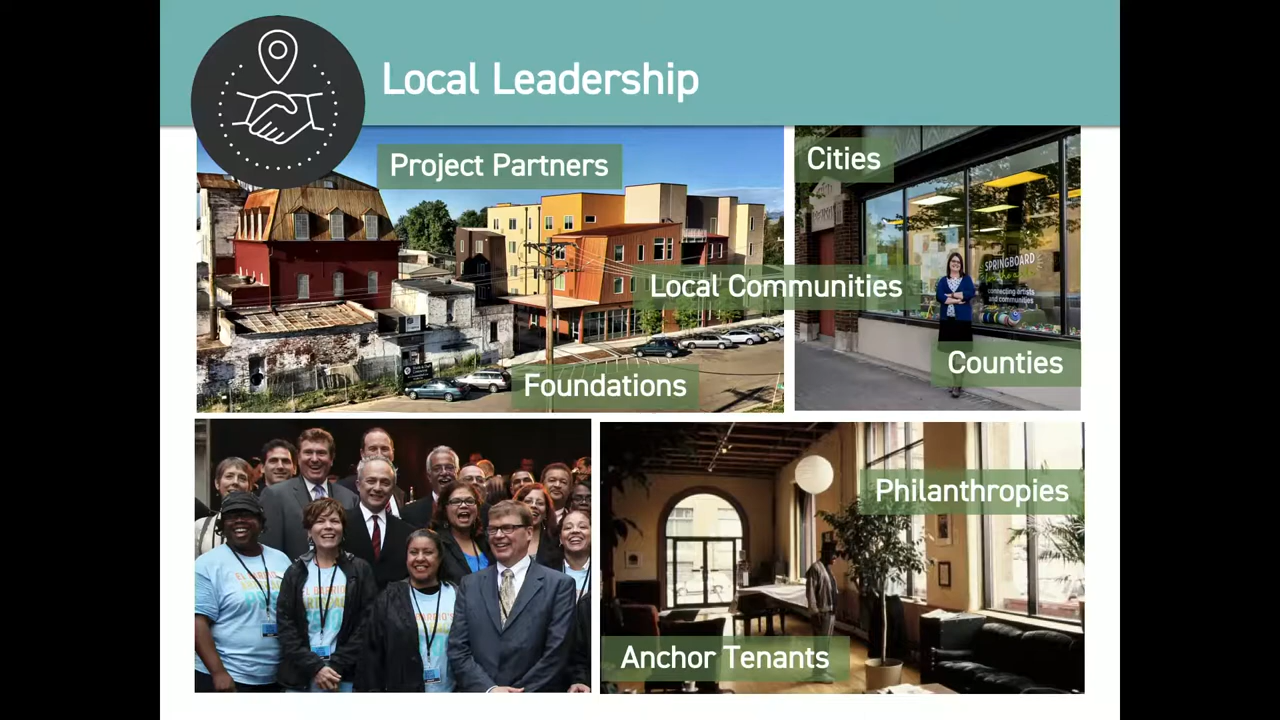 Local Leadership
Project Partners
Cities
Local Communities
SPRINGBOARD
connecting artists
and communities
Counties
Foundations
Philanthropies
Anchor Tenants